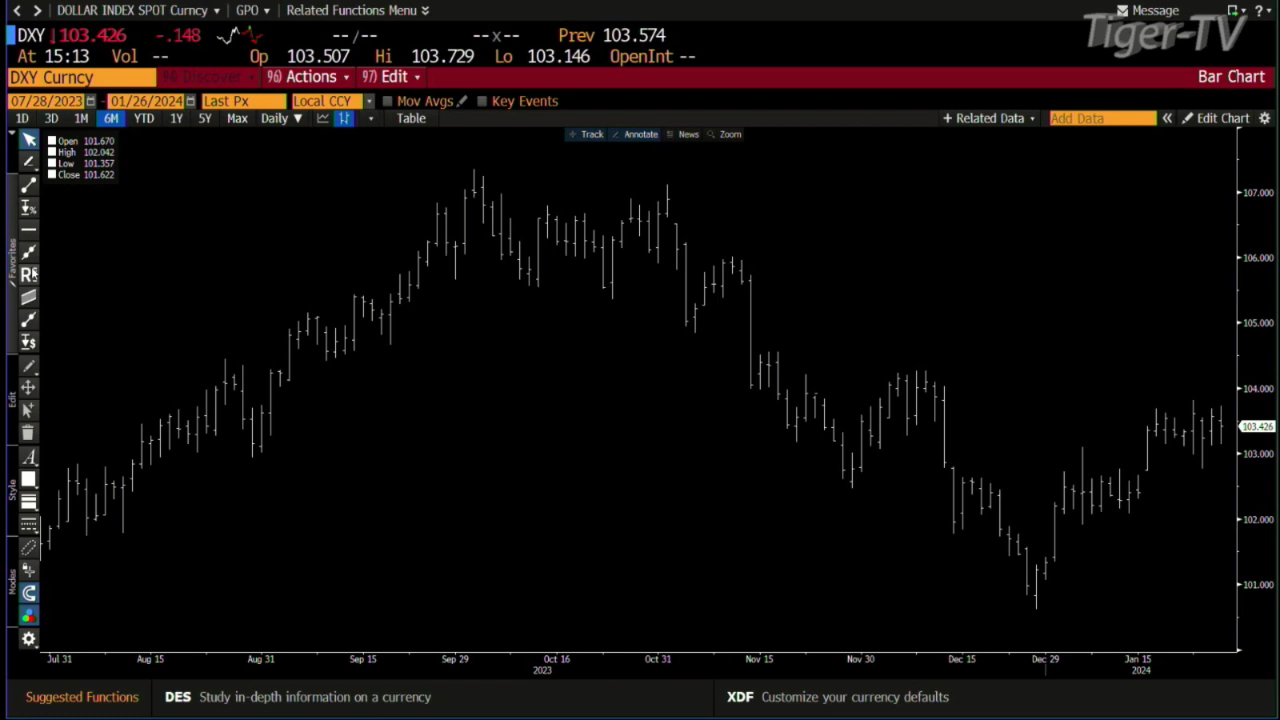 DOLLAR INDEX SPOT Curncy GPO Related Functions Menu Message
DXY 103.426 -.148 --/-- --x-- Prev 103.574 Tiger-TV
At 15:13 Vol -- Op 103.507 Hi 103.729 Lo 103.146 OpenInt --
DXY Curncy 94) Discover 96) Actions 97) Edit Bar Chart
07/28/2023 - 01/26/2024 Last Px Local CCY Mov Avgs Key Events
1D 3D 1M 6M YTD 1Y 5Y Max Daily Table + Related Data Add Data Edit Chart
Track Annotate News Zoom
Open 101.670
High 102.042
Low 101.357
Close 101.622
Favorites
Edit
Style
Modes
107.000
106.000
105.000
104.000
103.426
103.000
102.000
101.000
Jul 31 Aug 15 Aug 31 Sep 15 Sep 29 Oct 16 Oct 31 Nov 15 Nov 30 Dec 15 Dec 29 Jan 15
2023 2024
Suggested Functions DES Study in-depth information on a currency XDF Customize your currency defaults